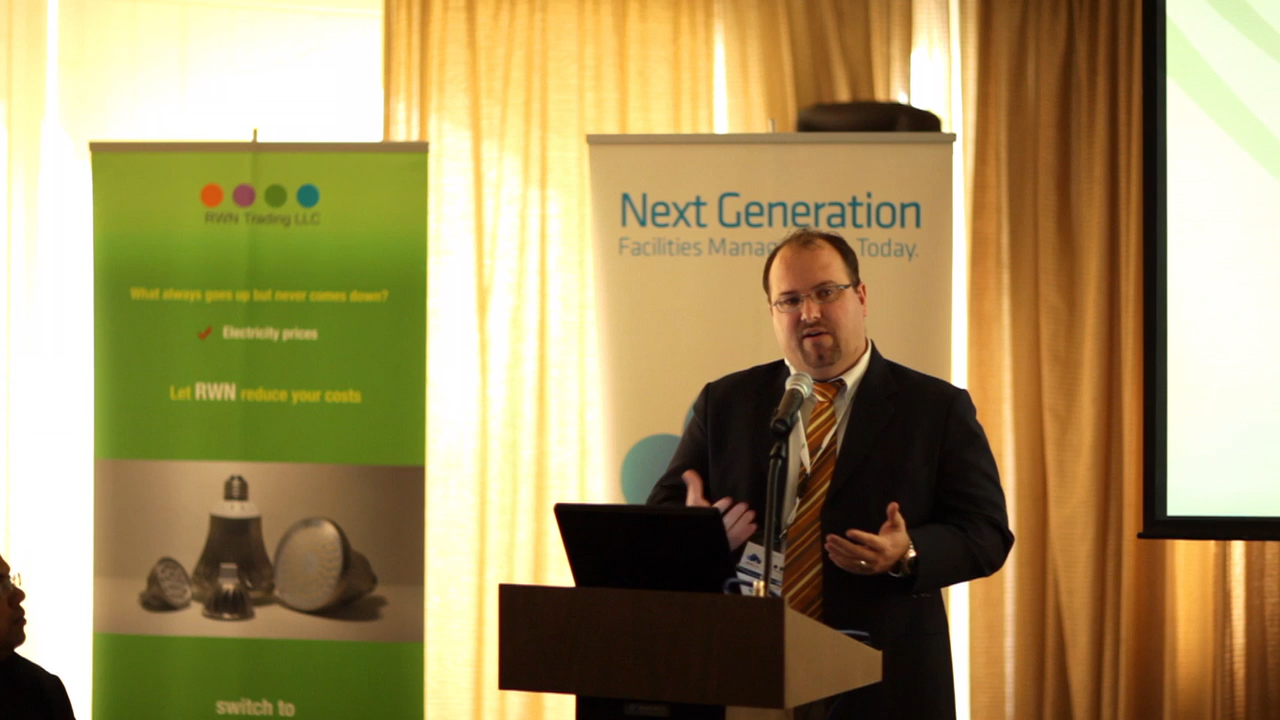 RWN Trading LLC
What always goes up but never comes down?
Electricity prices
Let RWN reduce your costs
switch to
Next Generation
Facilities Manag Today.